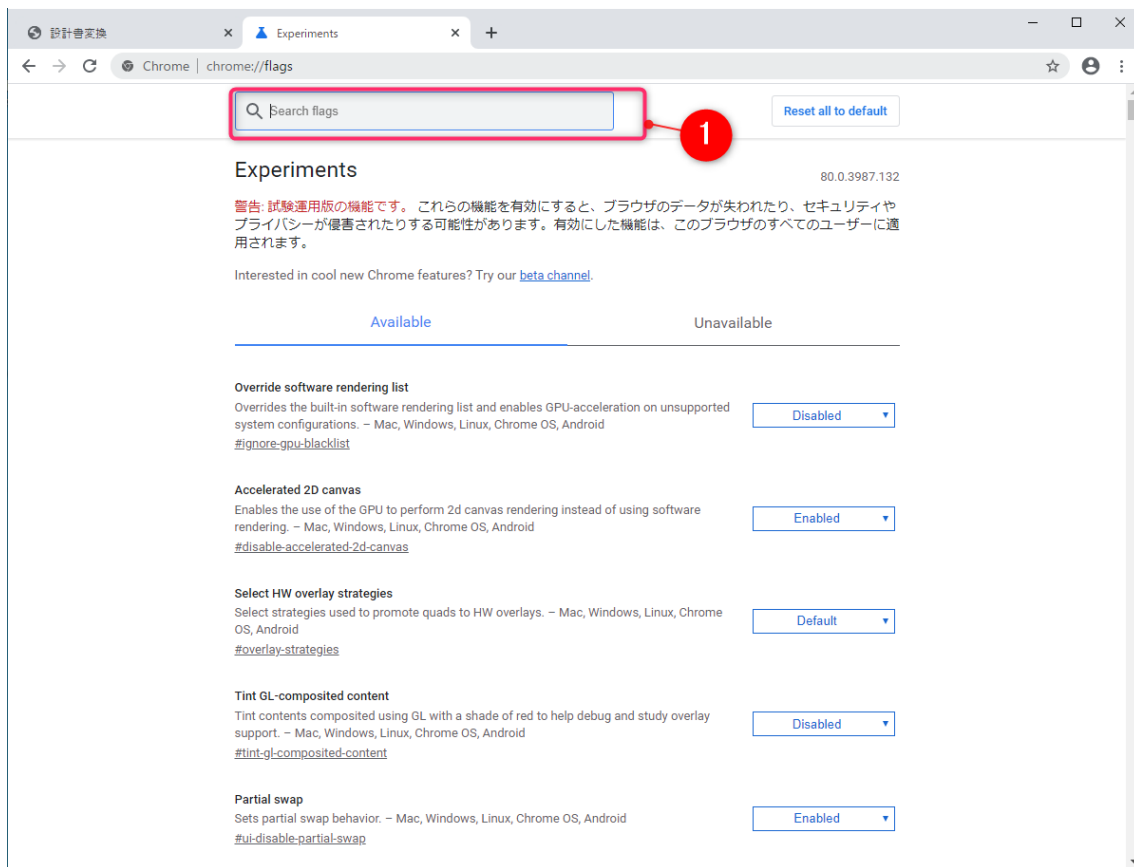 設計書変換
Experiments
Chrome | chrome://flags
Search flags
Reset all to default
1
Experiments
80.0.3987.132
警告: 試験運用版の機能です。 これらの機能を有効にすると、ブラウザのデータが失われたり、セキュリティや
プライバシーが侵害されたりする可能性があります。有効にした機能は、このブラウザのすべてのユーザーに適
用されます。
Interested in cool new Chrome features? Try our beta channel.
Available
Unavailable
Override software rendering list
Overrides the built-in software rendering list and enables GPU-acceleration on unsupported
system configurations. – Mac, Windows, Linux, Chrome OS, Android
#ignore-gpu-blacklist
Disabled
Accelerated 2D canvas
Enables the use of the GPU to perform 2d canvas rendering instead of using software
rendering. – Mac, Windows, Linux, Chrome OS, Android
#disable-accelerated-2d-canvas
Enabled
Select HW overlay strategies
Select strategies used to promote quads to HW overlays. – Mac, Windows, Linux, Chrome
OS, Android
#overlay-strategies
Default
Tint GL-composited content
Tint contents composited using GL with a shade of red to help debug and study overlay
support. – Mac, Windows, Linux, Chrome OS, Android
#tint-gl-composited-content
Disabled
Partial swap
Sets partial swap behavior. – Mac, Windows, Linux, Chrome OS, Android
#ui-disable-partial-swap
Enabled